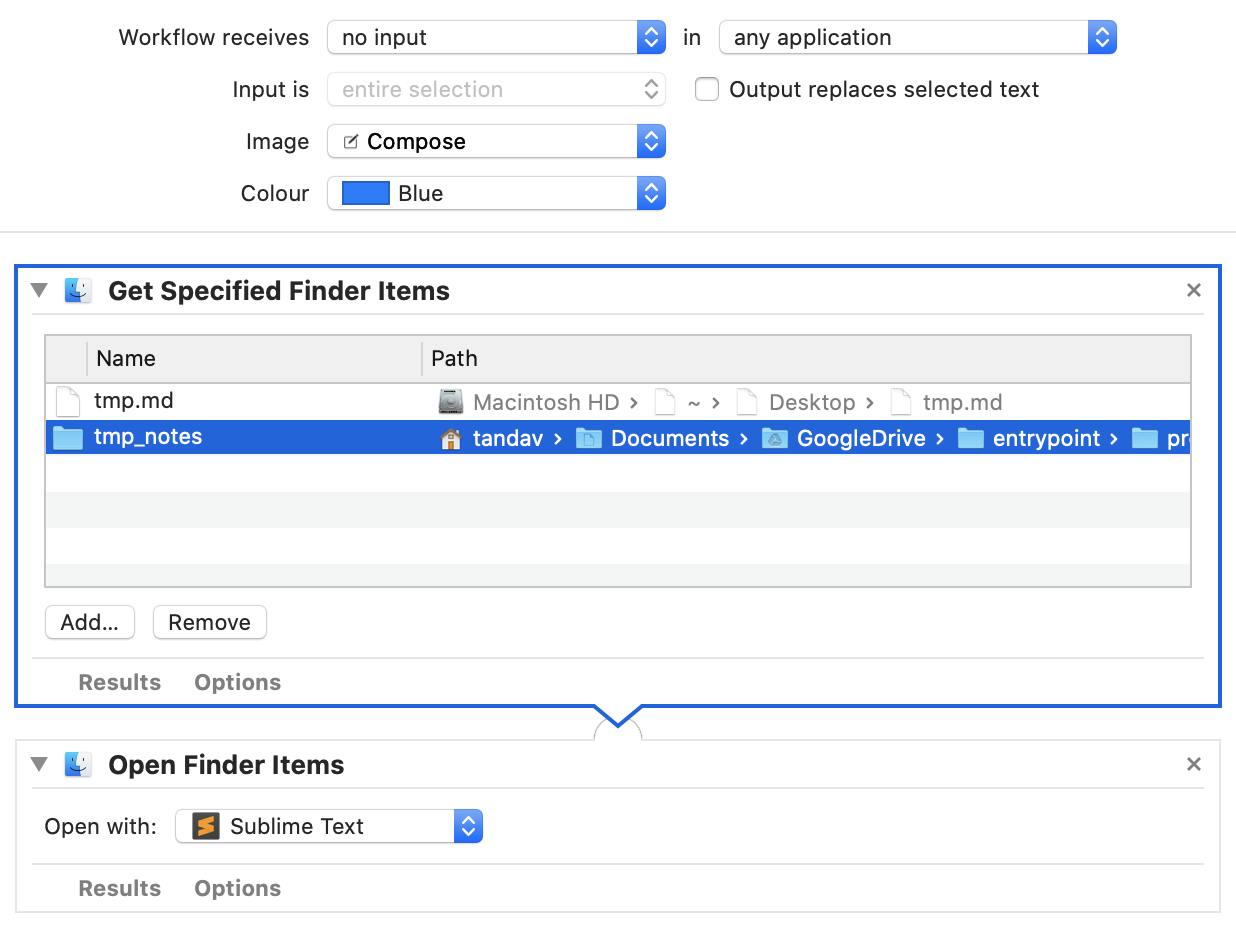 Workflow receives no input in any application
Input is entire selection Output replaces selected text
Image Compose
Colour Blue
Get Specified Finder Items
Name Path
tmp.md Macintosh HD › ~ › Desktop › tmp.md
tmp_notes tandav › Documents › GoogleDrive › entrypoint › pr
Add... Remove
Results Options
Open Finder Items
Open with: Sublime Text
Results Options